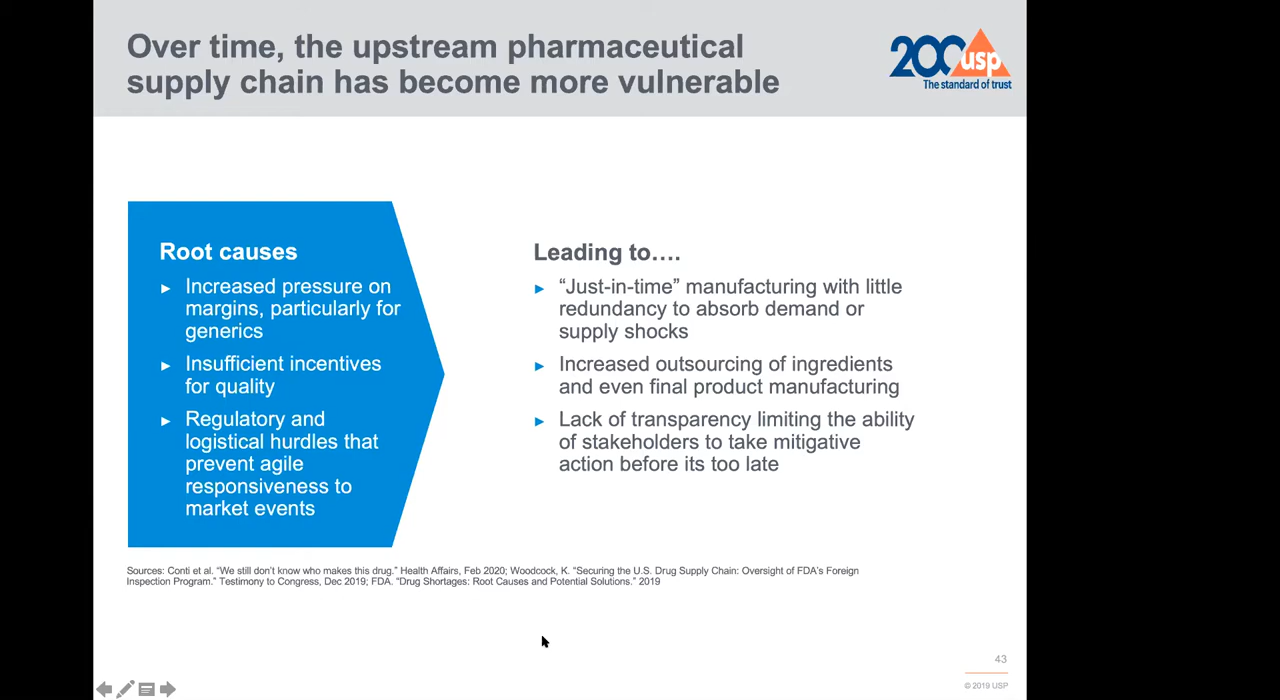 Over time, the upstream pharmaceutical
supply chain has become more vulnerable
200 usp
The standard of trust
Root causes
► Increased pressure on
margins, particularly for
generics
► Insufficient incentives
for quality
► Regulatory and
logistical hurdles that
prevent agile
responsiveness to
market events
Leading to….
► “Just-in-time” manufacturing with little
redundancy to absorb demand or
supply shocks
► Increased outsourcing of ingredients
and even final product manufacturing
► Lack of transparency limiting the ability
of stakeholders to take mitigative
action before its too late
Sources: Conti et al. “We still don’t know who makes this drug.” Health Affairs, Feb 2020; Woodcock, K. “Securing the U.S. Drug Supply Chain: Oversight of FDA’s Foreign
Inspection Program.” Testimony to Congress, Dec 2019; FDA. “Drug Shortages: Root Causes and Potential Solutions.” 2019
43
© 2019 USP